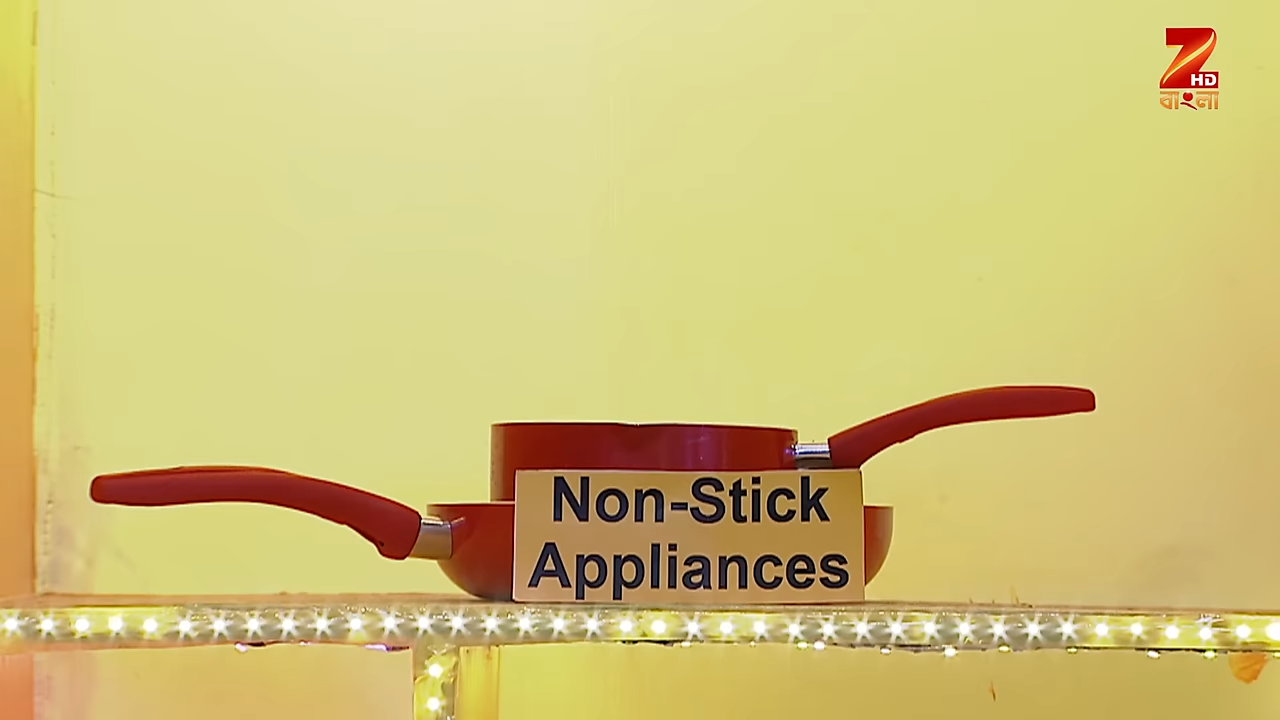 Z
HD
বাংলা
Non-Stick
Appliances